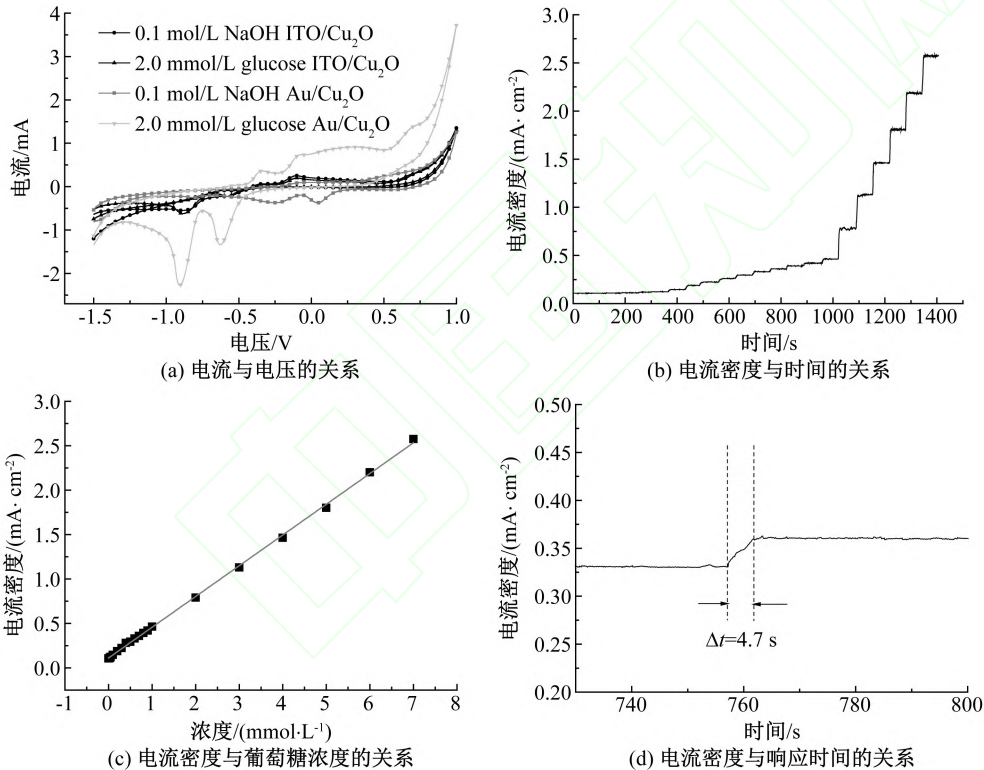 4
3
2
1
0
-1
-2
电流/mA
0.1 mol/L NaOH ITO/Cu₂O
2.0 mmol/L glucose ITO/Cu₂O
0.1 mol/L NaOH Au/Cu₂O
2.0 mmol/L glucose Au/Cu₂O
-1.5 -1.0 -0.5 0.0 0.5 1.0
电压/V
(a) 电流与电压的关系
3.0
2.5
2.0
1.5
1.0
0.5
0.0
电流密度/(mA· cm⁻²)
0 200 400 600 800 1000 1200 1400
时间/s
(b) 电流密度与时间的关系
3.0
2.5
2.0
1.5
1.0
0.5
0.0
电流密度/(mA· cm⁻²)
-1 0 1 2 3 4 5 6 7 8
浓度/(mmol·L⁻¹)
(c) 电流密度与葡萄糖浓度的关系
0.50
0.45
0.40
0.35
0.30
0.25
0.20
电流密度/(mA· cm⁻²)
Δt=4.7 s
740 760 780 800
时间/s
(d) 电流密度与响应时间的关系